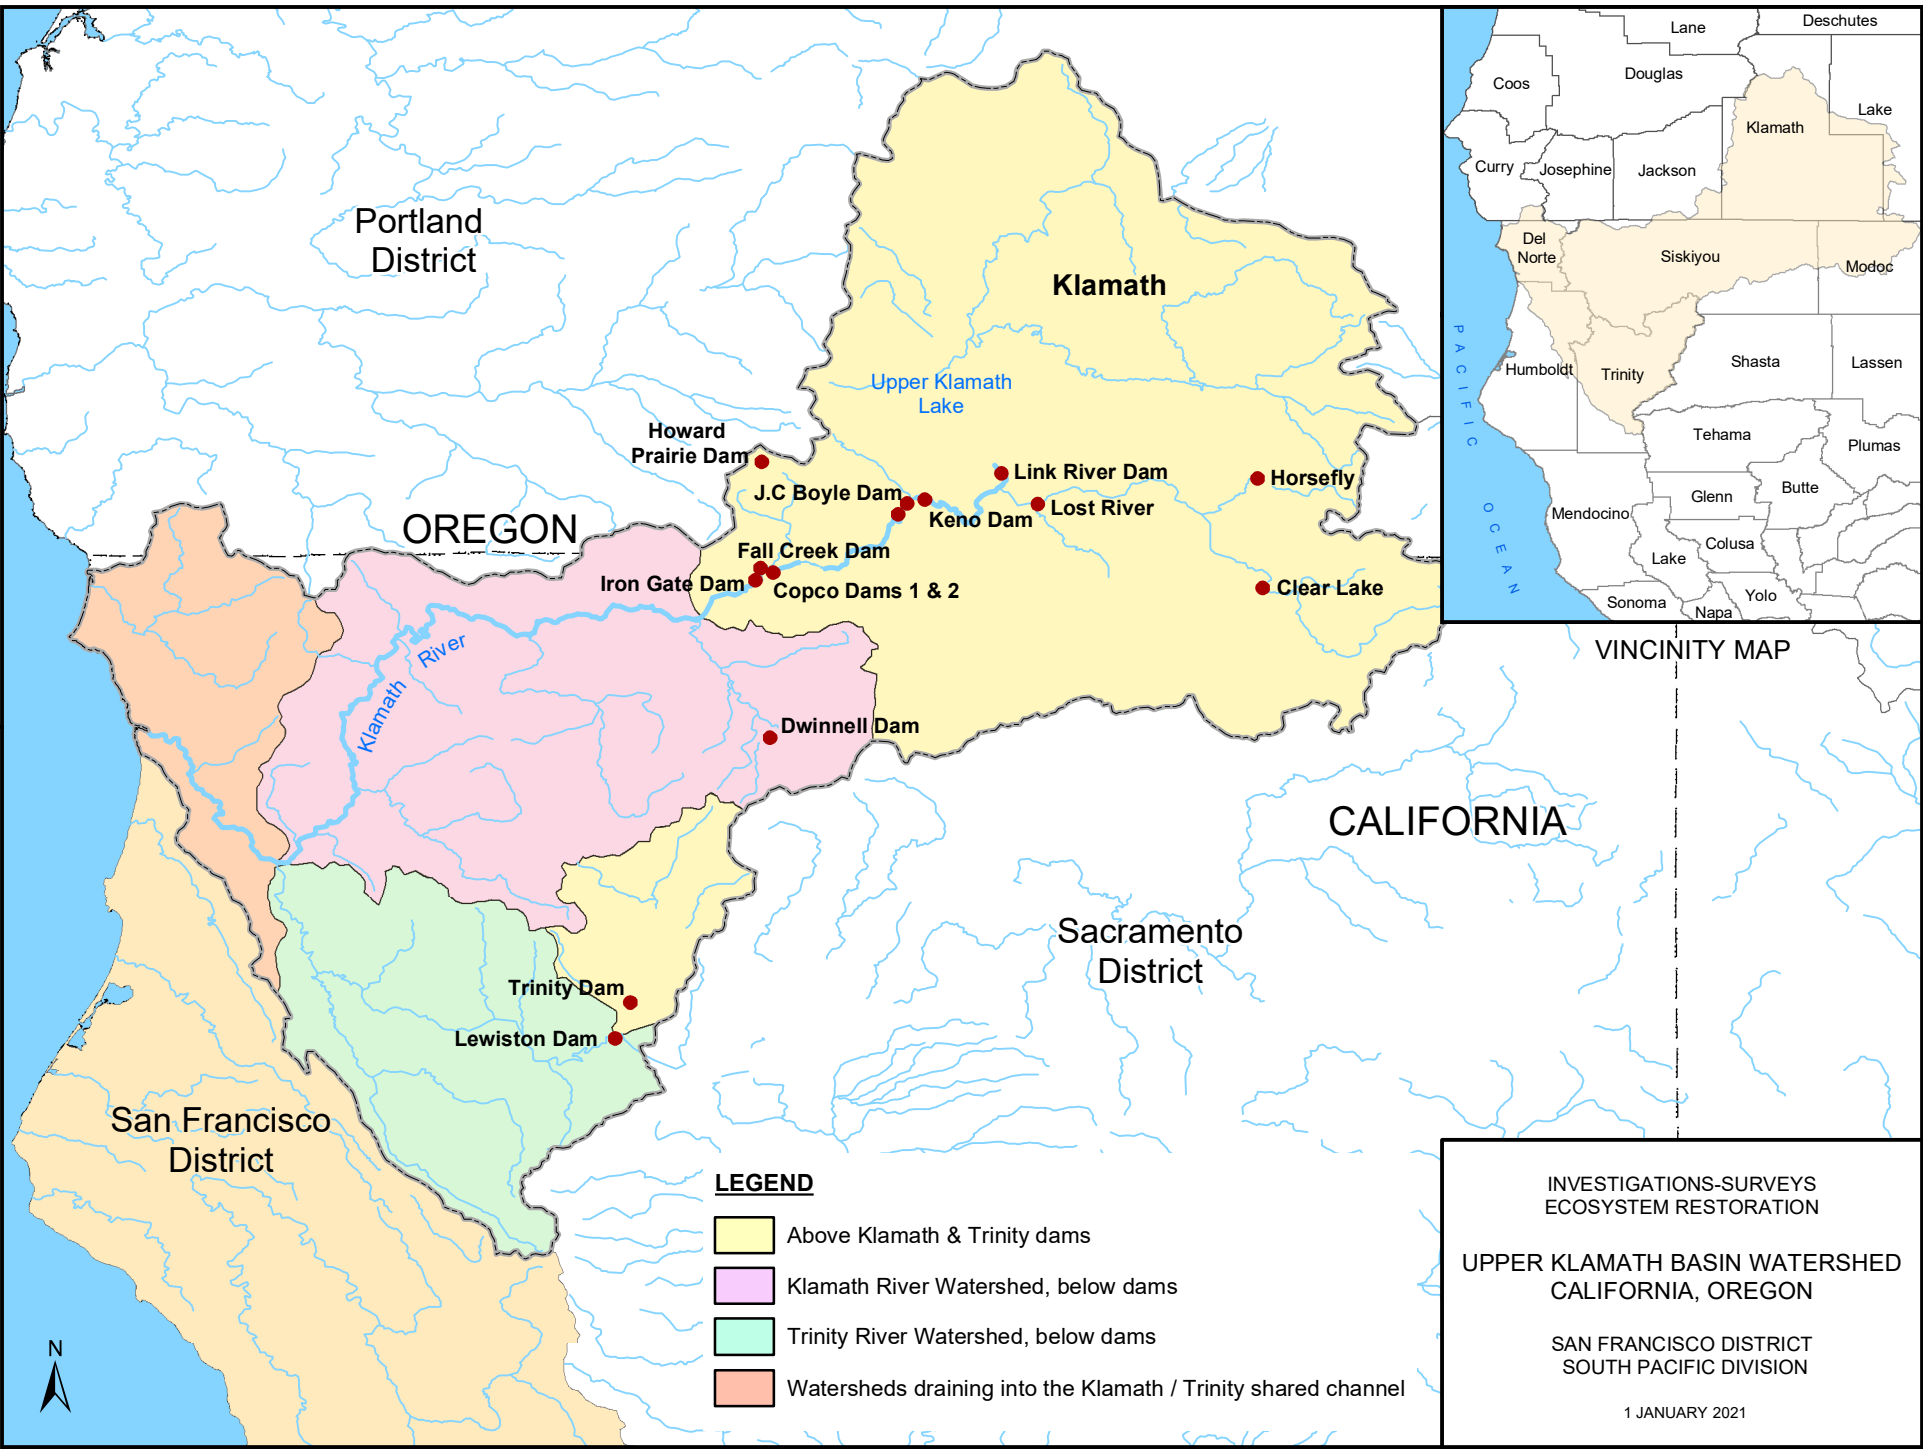 Portland
District
OREGON
Klamath
Upper Klamath
Lake
Howard
Prairie Dam
J.C Boyle Dam
Link River Dam
Horsefly
Keno Dam
Lost River
Fall Creek Dam
Iron Gate Dam
Copco Dams 1 & 2
Clear Lake
River
Klamath
Dwinnell Dam
CALIFORNIA
Sacramento
District
Trinity Dam
Lewiston Dam
San Francisco
District
N
LEGEND
Above Klamath & Trinity dams
Klamath River Watershed, below dams
Trinity River Watershed, below dams
Watersheds draining into the Klamath / Trinity shared channel
Lane
Deschutes
Coos
Douglas
Lake
Klamath
Curry
Josephine
Jackson
Del
Norte
Siskiyou
Modoc
PACIFIC OCEAN
Humboldt
Trinity
Shasta
Lassen
Tehama
Plumas
Glenn
Butte
Mendocino
Lake
Colusa
Sonoma
Napa
Yolo
VINCINITY MAP
INVESTIGATIONS-SURVEYS
ECOSYSTEM RESTORATION
UPPER KLAMATH BASIN WATERSHED
CALIFORNIA, OREGON
SAN FRANCISCO DISTRICT
SOUTH PACIFIC DIVISION
1 JANUARY 2021